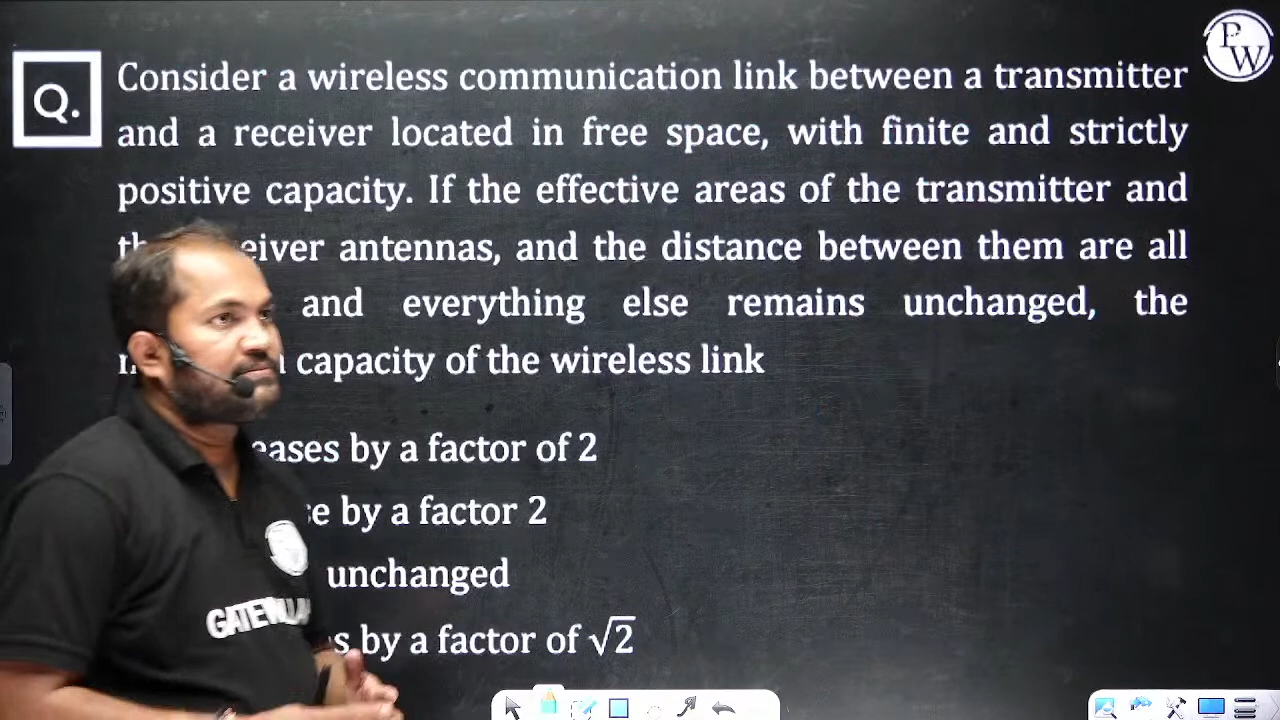 Q.
Consider a wireless communication link between a transmitter
and a receiver located in free space, with finite and strictly
positive capacity. If the effective areas of the transmitter and
antennas, and the distance between them are all
and everything else remains unchanged, the
capacity of the wireless link
by a factor of 2
by a factor 2
unchanged
by a factor of √2
PW